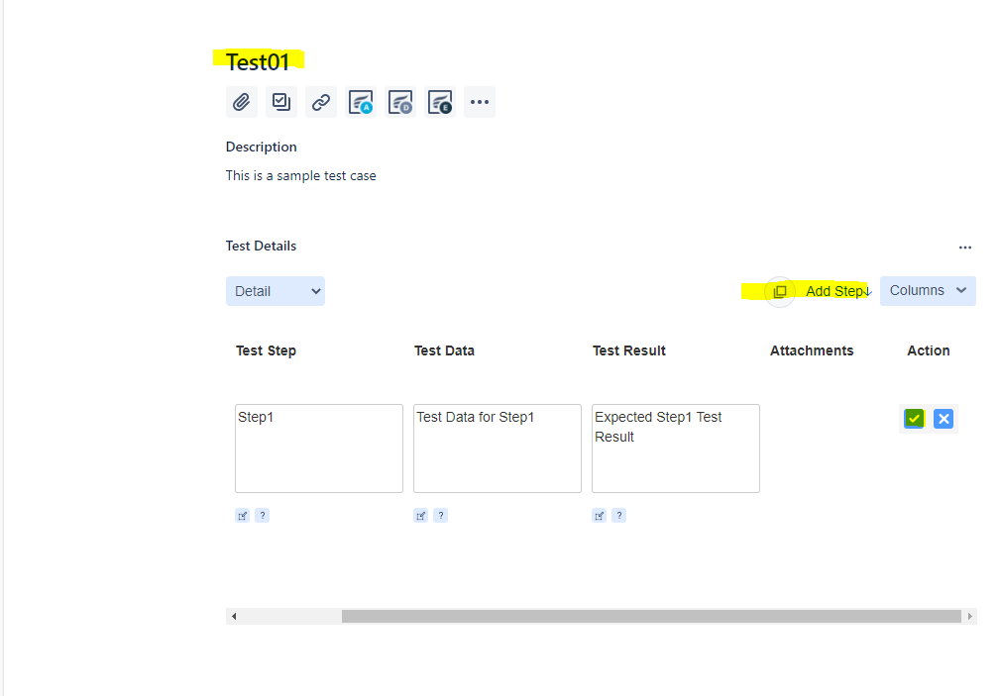 Test01
A D E
Description
This is a sample test case
Test Details
Detail
Add Step
Columns
Test Step Test Data Test Result Attachments Action
Step1
Test Data for Step1
Expected Step1 Test
Result
? ? ?